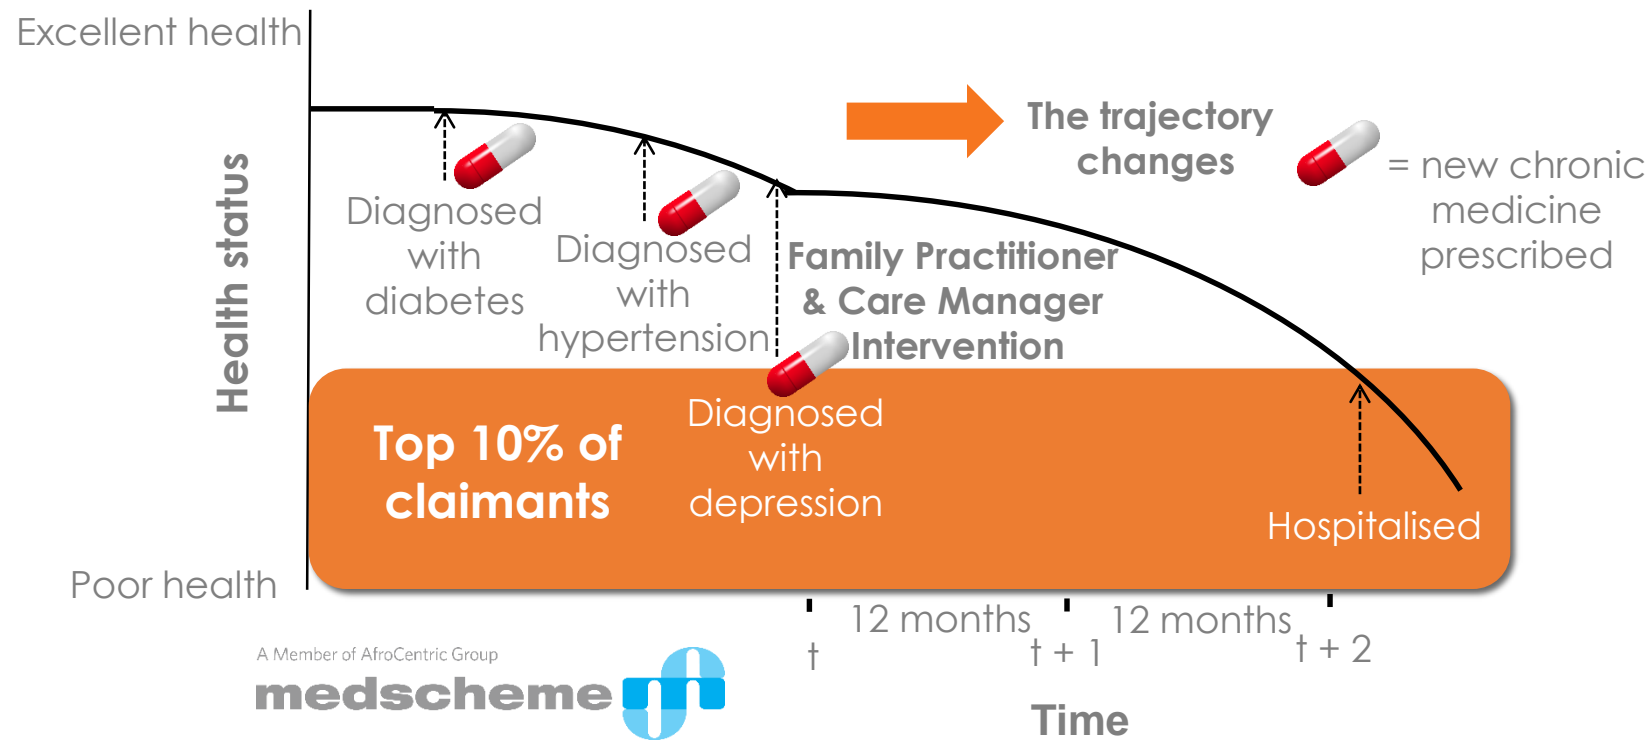 Excellent health
The trajectory
changes
= new chronic
medicine
prescribed
Health status
Diagnosed
with
diabetes
Diagnosed
with
hypertension
Family Practitioner
& Care Manager
Intervention
Top 10% of
claimants
Diagnosed
with
depression
Hospitalised
Poor health
12 months
12 months
t
t + 1
t + 2
A Member of AfroCentric Group
medscheme
Time